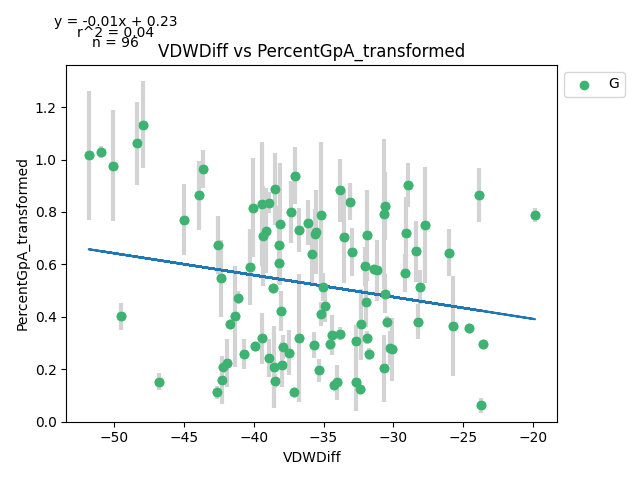 y = -0.01x + 0.23
r^2 = 0.04
n = 96
VDWDiff vs PercentGpA_transformed
G
PercentGpA_transformed
1.2
1.0
0.8
0.6
0.4
0.2
0.0
−50
−45
−40
−35
−30
−25
−20
VDWDiff